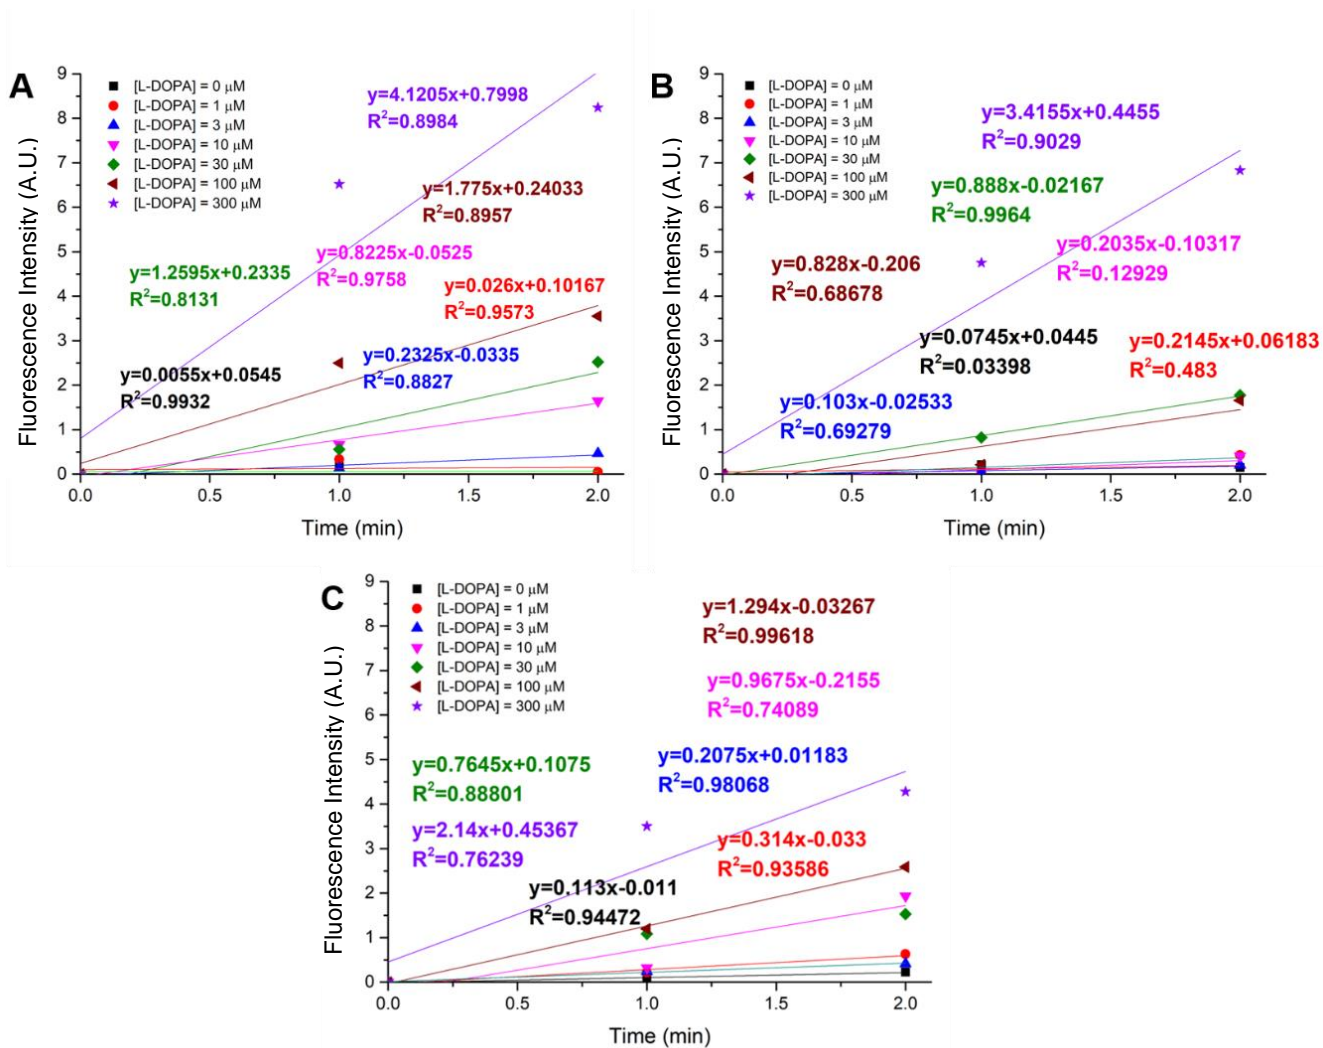 A
Fluorescence Intensity (A.U.)
9
8
7
6
5
4
3
2
1
0
[L-DOPA] = 0 μM
[L-DOPA] = 1 μM
[L-DOPA] = 3 μM
[L-DOPA] = 10 μM
[L-DOPA] = 30 μM
[L-DOPA] = 100 μM
[L-DOPA] = 300 μM
y=4.1205x+0.7998
R²=0.8984
y=1.775x+0.24033
R²=0.8957
y=0.8225x-0.0525
R²=0.9758
y=1.2595x+0.2335
R²=0.8131
y=0.026x+0.10167
R²=0.9573
y=0.2325x-0.0335
R²=0.8827
y=0.0055x+0.0545
R²=0.9932
0.0 0.5 1.0 1.5 2.0
Time (min)
B
Fluorescence Intensity (A.U.)
9
8
7
6
5
4
3
2
1
0
[L-DOPA] = 0 μM
[L-DOPA] = 1 μM
[L-DOPA] = 3 μM
[L-DOPA] = 10 μM
[L-DOPA] = 30 μM
[L-DOPA] = 100 μM
[L-DOPA] = 300 μM
y=3.4155x+0.4455
R²=0.9029
y=0.888x-0.02167
R²=0.9964
y=0.2035x-0.10317
R²=0.12929
y=0.828x-0.206
R²=0.68678
y=0.0745x+0.0445
R²=0.03398
y=0.2145x+0.06183
R²=0.483
y=0.103x-0.02533
R²=0.69279
0.0 0.5 1.0 1.5 2.0
Time (min)
C
Fluorescence Intensity (A.U.)
9
8
7
6
5
4
3
2
1
0
[L-DOPA] = 0 μM
[L-DOPA] = 1 μM
[L-DOPA] = 3 μM
[L-DOPA] = 10 μM
[L-DOPA] = 30 μM
[L-DOPA] = 100 μM
[L-DOPA] = 300 μM
y=1.294x-0.03267
R²=0.99618
y=0.9675x-0.2155
R²=0.74089
y=0.2075x+0.01183
R²=0.98068
y=0.7645x+0.1075
R²=0.88801
y=2.14x+0.45367
R²=0.76239
y=0.314x-0.033
R²=0.93586
y=0.113x-0.011
R²=0.94472
0.0 0.5 1.0 1.5 2.0
Time (min)